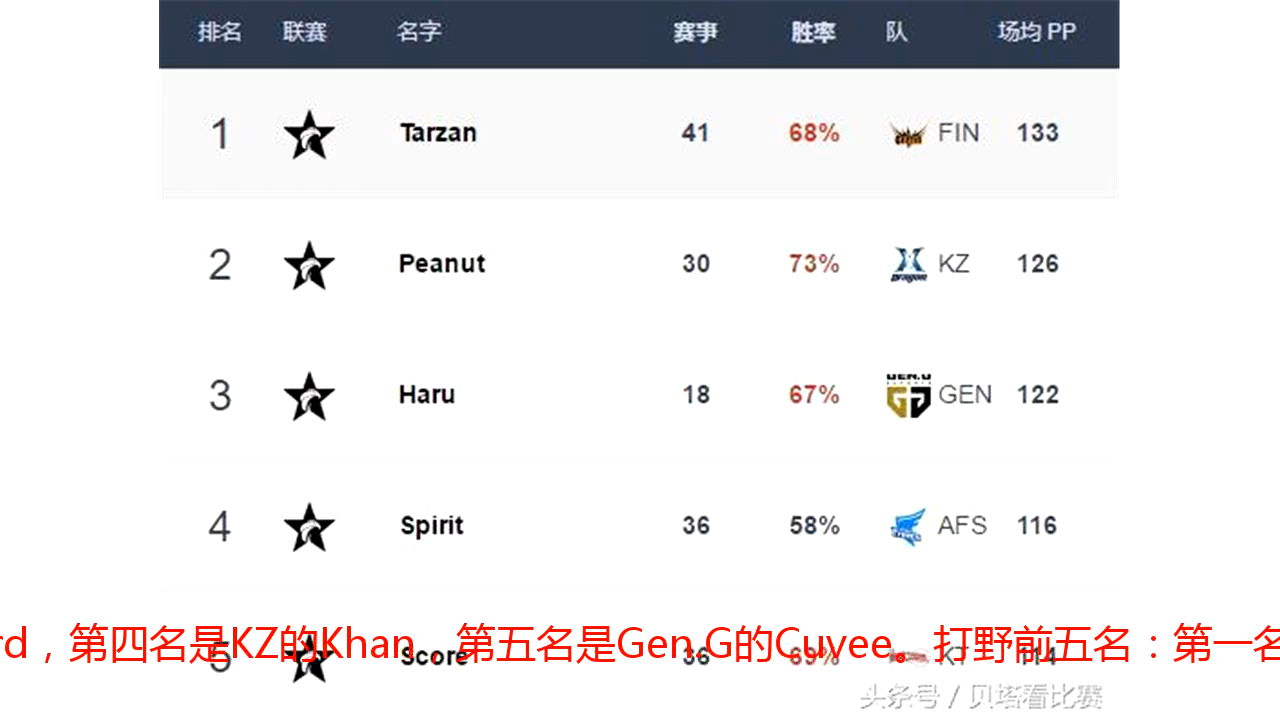 排名 联赛 名字 赛事 胜率 队 场均 PP
1 Tarzan 41 68% FIN 133
2 Peanut 30 73% KZ 126
3 Haru 18 67% GEN.G GEN 122
4 Spirit 36 58% AFS 116
rd，第四名是KZ的Khan，第五名是Gen.G的Cuvee。打野前五名：第一名
5 Score 36 69% KT 114
头条号 / 贝塔看比赛